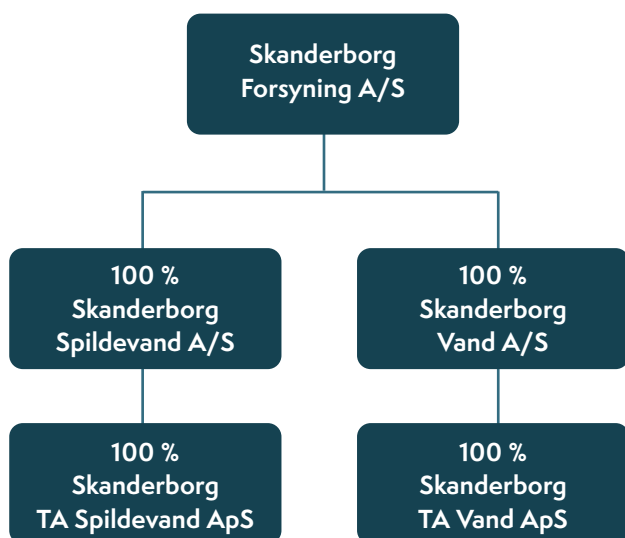 Skanderborg
Forsyning A/S
100 %
Skanderborg
Spildevand A/S
100 %
Skanderborg
Vand A/S
100 %
Skanderborg
TA Spildevand ApS
100 %
Skanderborg
TA Vand ApS